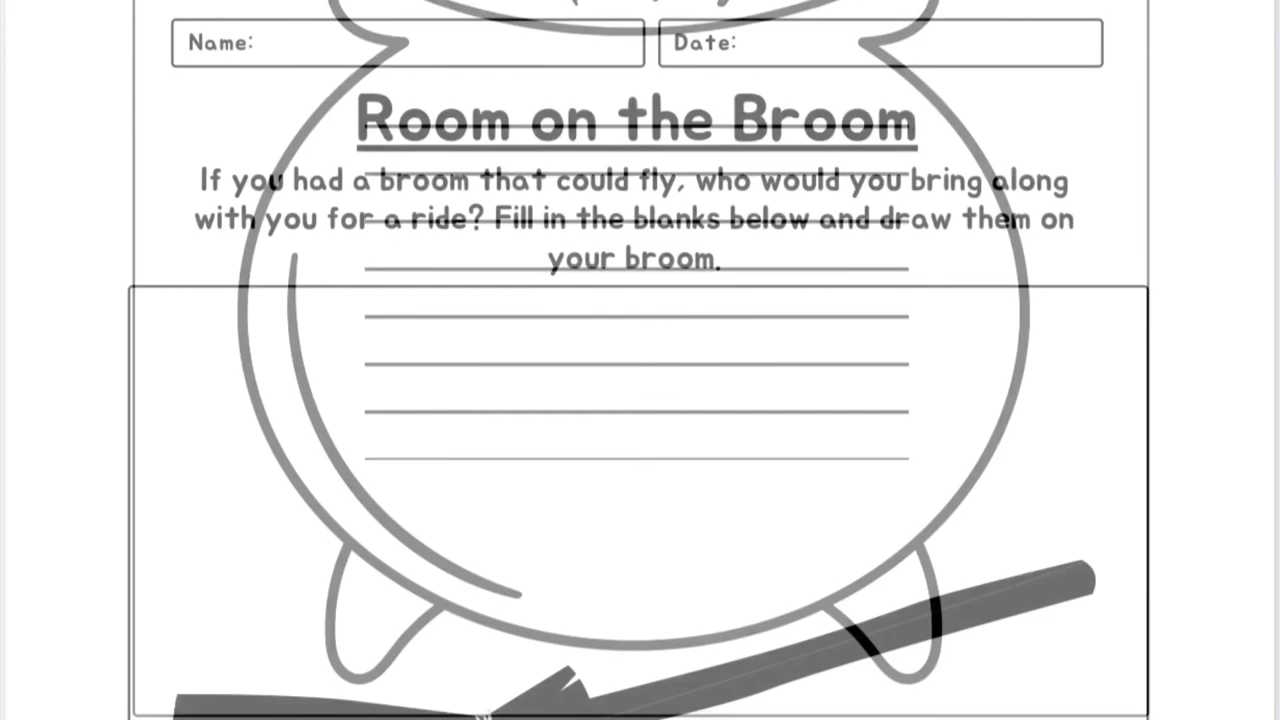 Name:
Date:
Room on the Broom
If you had a broom that could fly, who would you bring along
with you for a ride? Fill in the blanks below and draw them on
your broom.